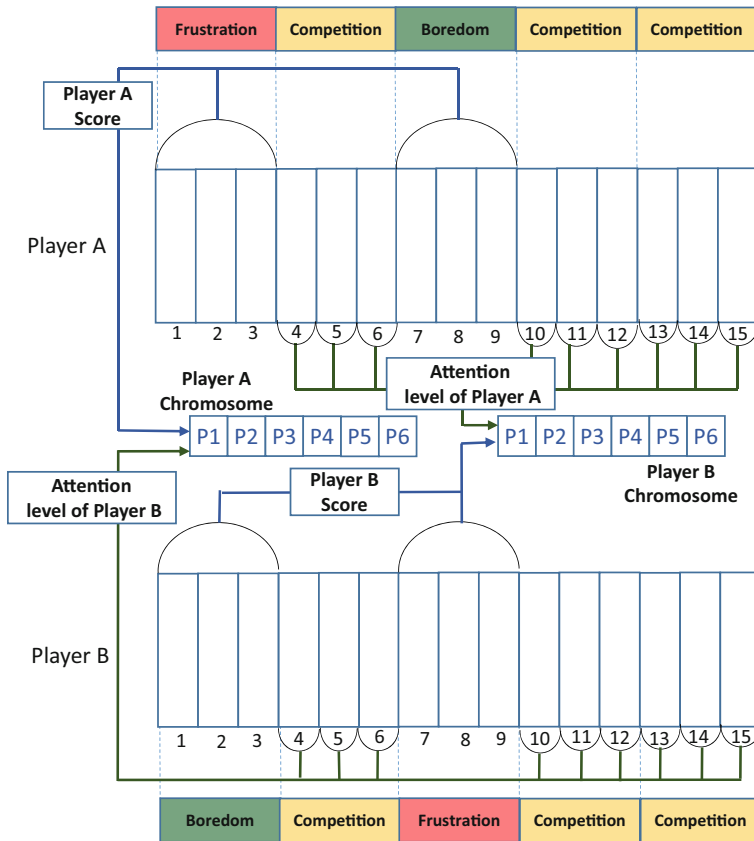 Frustration Competition Boredom Competition Competition
Player A
Score
Player A
1 2 3 4 5 6 7 8 9 10 11 12 13 14 15
Attention
level of Player A
Player A
Chromosome
P1 P2 P3 P4 P5 P6
P1 P2 P3 P4 P5 P6
Player B
Chromosome
Attention
level of Player B
Player B
Score
Player B
1 2 3 4 5 6 7 8 9 10 11 12 13 14 15
Boredom Competition Frustration Competition Competition